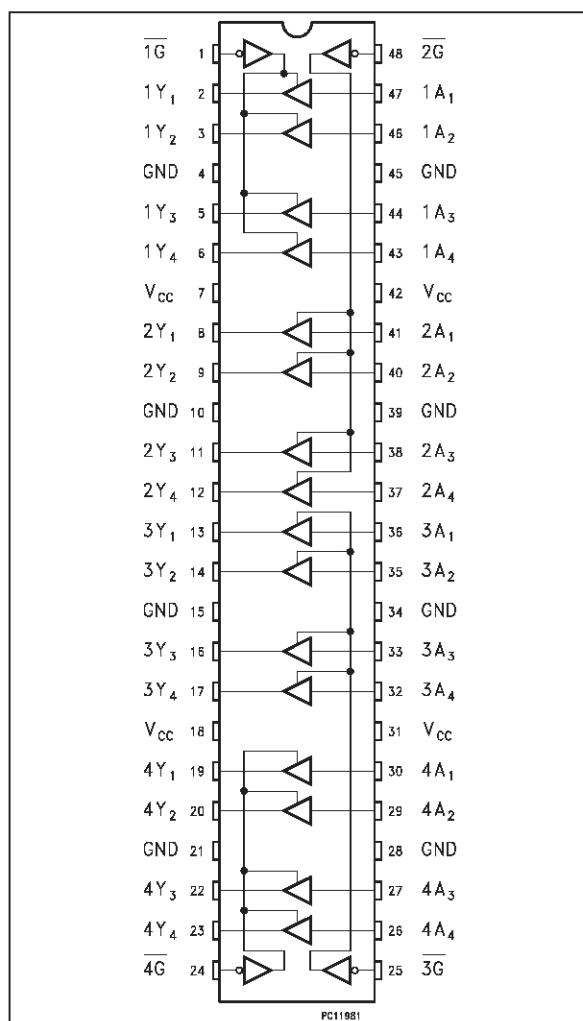 1G 1 48 2G
1Y₁ 2 47 1A₁
1Y₂ 3 46 1A₂
GND 4 45 GND
1Y₃ 5 44 1A₃
1Y₄ 6 43 1A₄
V_CC 7 42 V_CC
2Y₁ 8 41 2A₁
2Y₂ 9 40 2A₂
GND 10 39 GND
2Y₃ 11 38 2A₃
2Y₄ 12 37 2A₄
3Y₁ 13 36 3A₁
3Y₂ 14 35 3A₂
GND 15 34 GND
3Y₃ 16 33 3A₃
3Y₄ 17 32 3A₄
V_CC 18 31 V_CC
4Y₁ 19 30 4A₁
4Y₂ 20 29 4A₂
GND 21 28 GND
4Y₃ 22 27 4A₃
4Y₄ 23 26 4A₄
4G 24 25 3G
PC11981